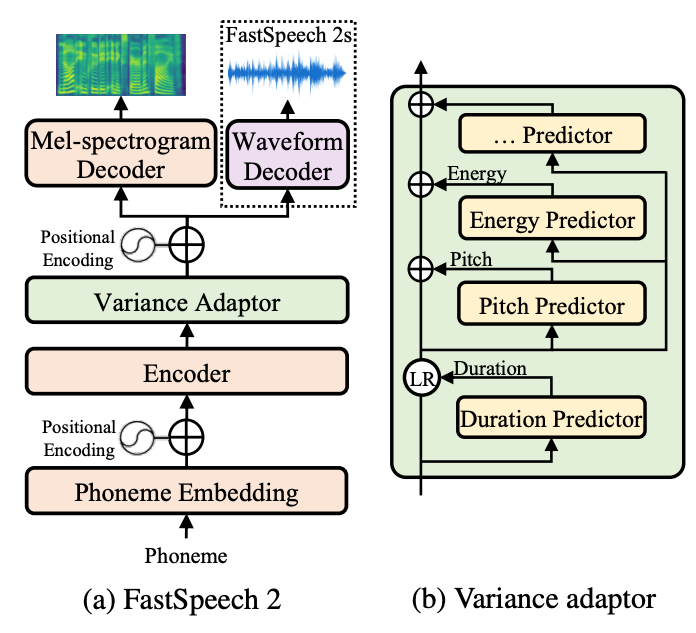 FastSpeech 2s
Mel-spectrogram
Decoder
Waveform
Decoder
Positional
Encoding
Variance Adaptor
Encoder
Positional
Encoding
Phoneme Embedding
Phoneme
(a) FastSpeech 2
... Predictor
Energy
Energy Predictor
Pitch
Pitch Predictor
LR
Duration
Duration Predictor
(b) Variance adaptor